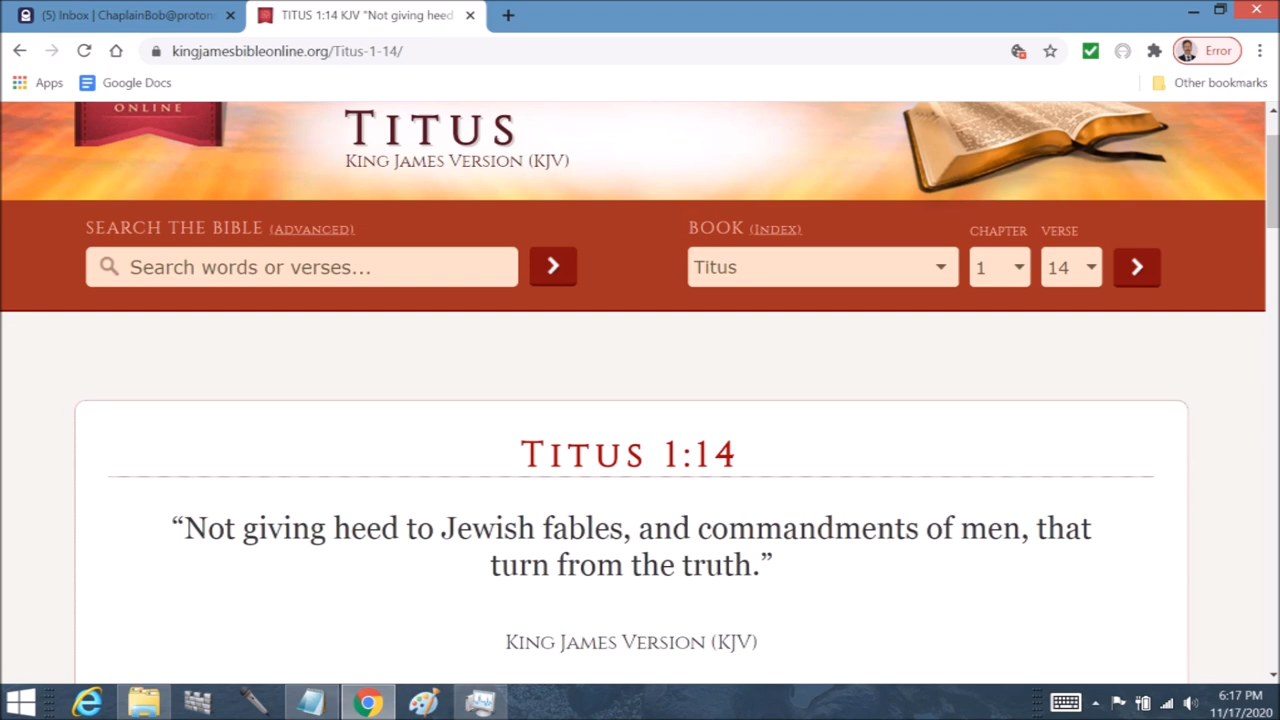 (5) Inbox | ChaplainBob@proton
TITUS 1:14 KJV "Not giving heed
kingjamesbibleonline.org/Titus-1-14/
Error
Apps
Google Docs
Other bookmarks
ONLINE
TITUS
KING JAMES VERSION (KJV)
SEARCH THE BIBLE (ADVANCED)
BOOK (INDEX)
CHAPTER
VERSE
Search words or verses...
Titus
1
14
TITUS 1:14
“Not giving heed to Jewish fables, and commandments of men, that
turn from the truth.”
KING JAMES VERSION (KJV)
6:17 PM
11/17/2020